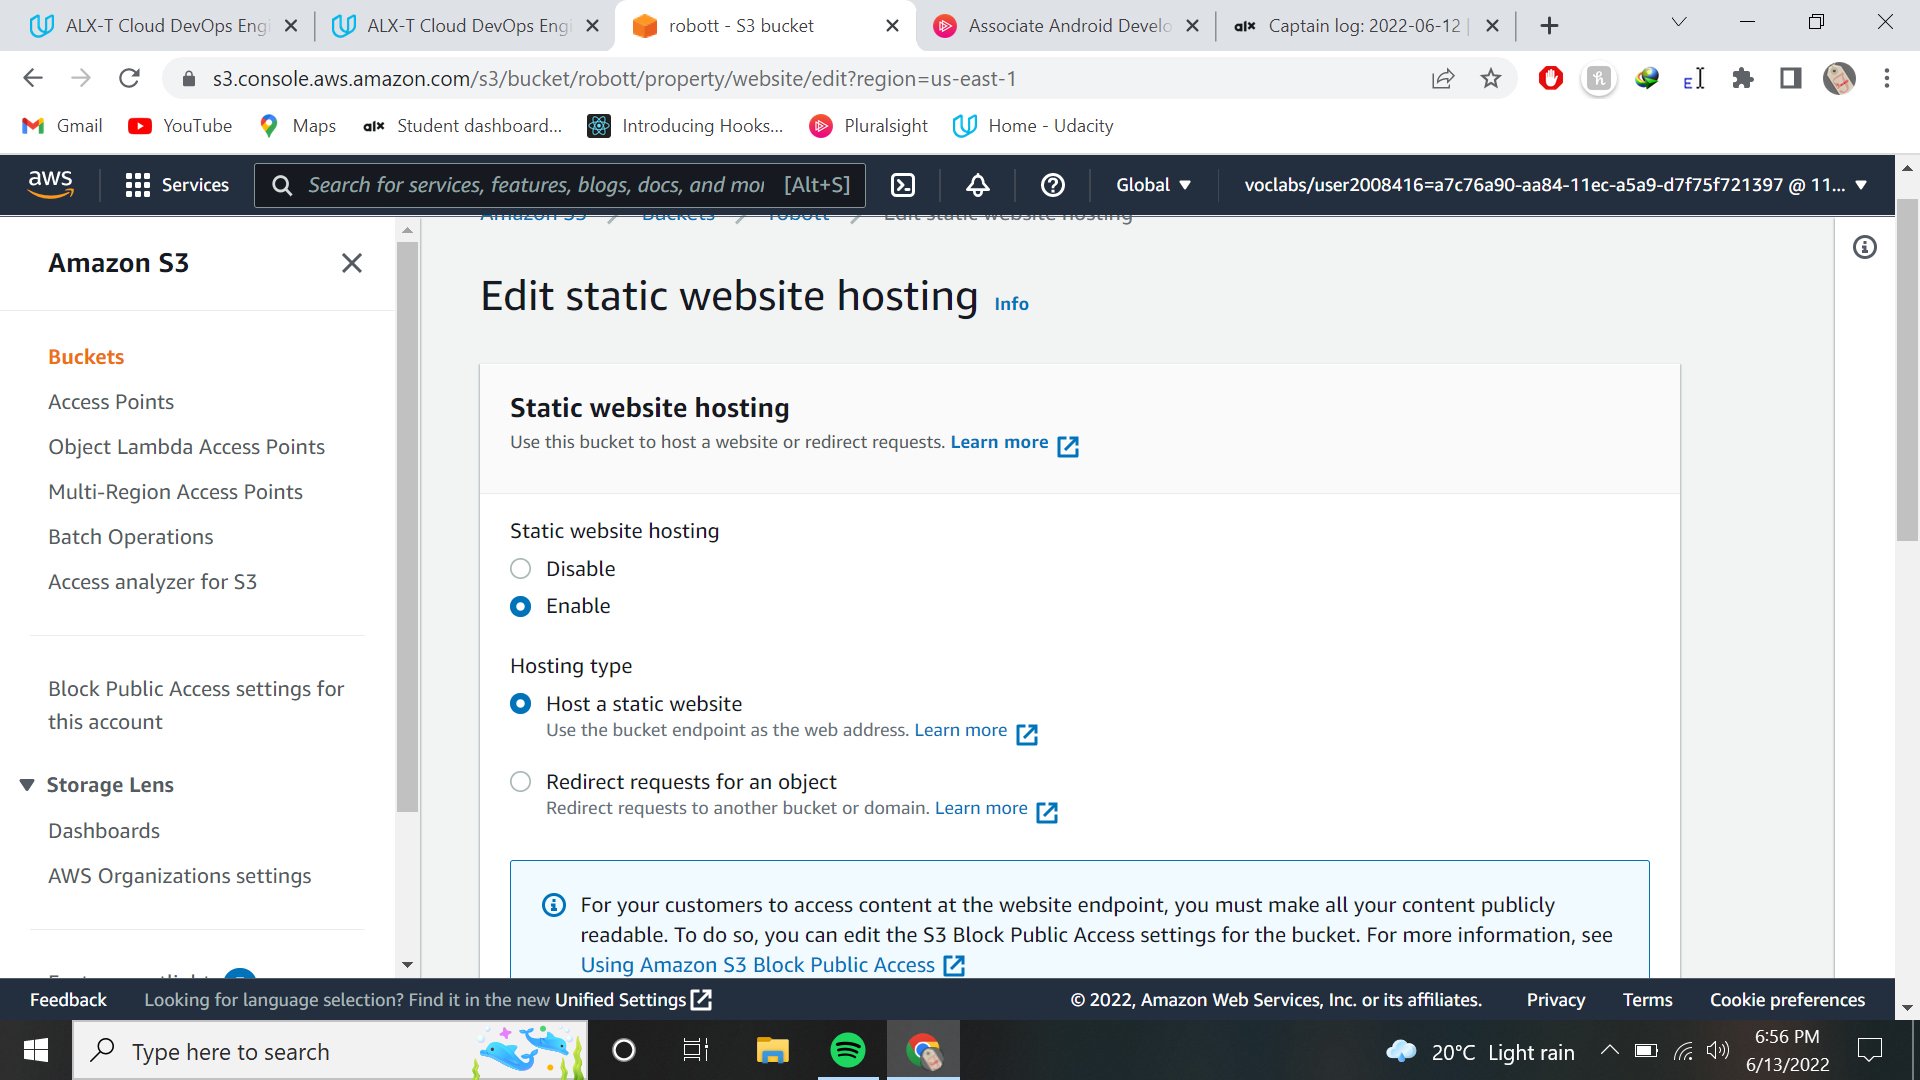 ALX-T Cloud DevOps Engi
ALX-T Cloud DevOps Engi
robott - S3 bucket
Associate Android Develo
alx Captain log: 2022-06-12 |
s3.console.aws.amazon.com/s3/bucket/robott/property/website/edit?region=us-east-1
Gmail
YouTube
Maps
alx Student dashboard...
Introducing Hooks...
Pluralsight
Home - Udacity
aws
Services
Search for services, features, blogs, docs, and mor [Alt+S]
Global
voclabs/user2008416=a7c76a90-aa84-11ec-a5a9-d7f75f721397 @ 11...
Amazon S3
Buckets
robott
Edit static website hosting
Amazon S3
Buckets
Access Points
Object Lambda Access Points
Multi-Region Access Points
Batch Operations
Access analyzer for S3
Block Public Access settings for
this account
Storage Lens
Dashboards
AWS Organizations settings
Edit static website hosting Info
Static website hosting
Use this bucket to host a website or redirect requests. Learn more
Static website hosting
Disable
Enable
Hosting type
Host a static website
Use the bucket endpoint as the web address. Learn more
Redirect requests for an object
Redirect requests to another bucket or domain. Learn more
For your customers to access content at the website endpoint, you must make all your content publicly
readable. To do so, you can edit the S3 Block Public Access settings for the bucket. For more information, see
Using Amazon S3 Block Public Access
Feedback
Looking for language selection? Find it in the new Unified Settings
© 2022, Amazon Web Services, Inc. or its affiliates.
Privacy
Terms
Cookie preferences
Type here to search
20°C Light rain
6:56 PM
6/13/2022